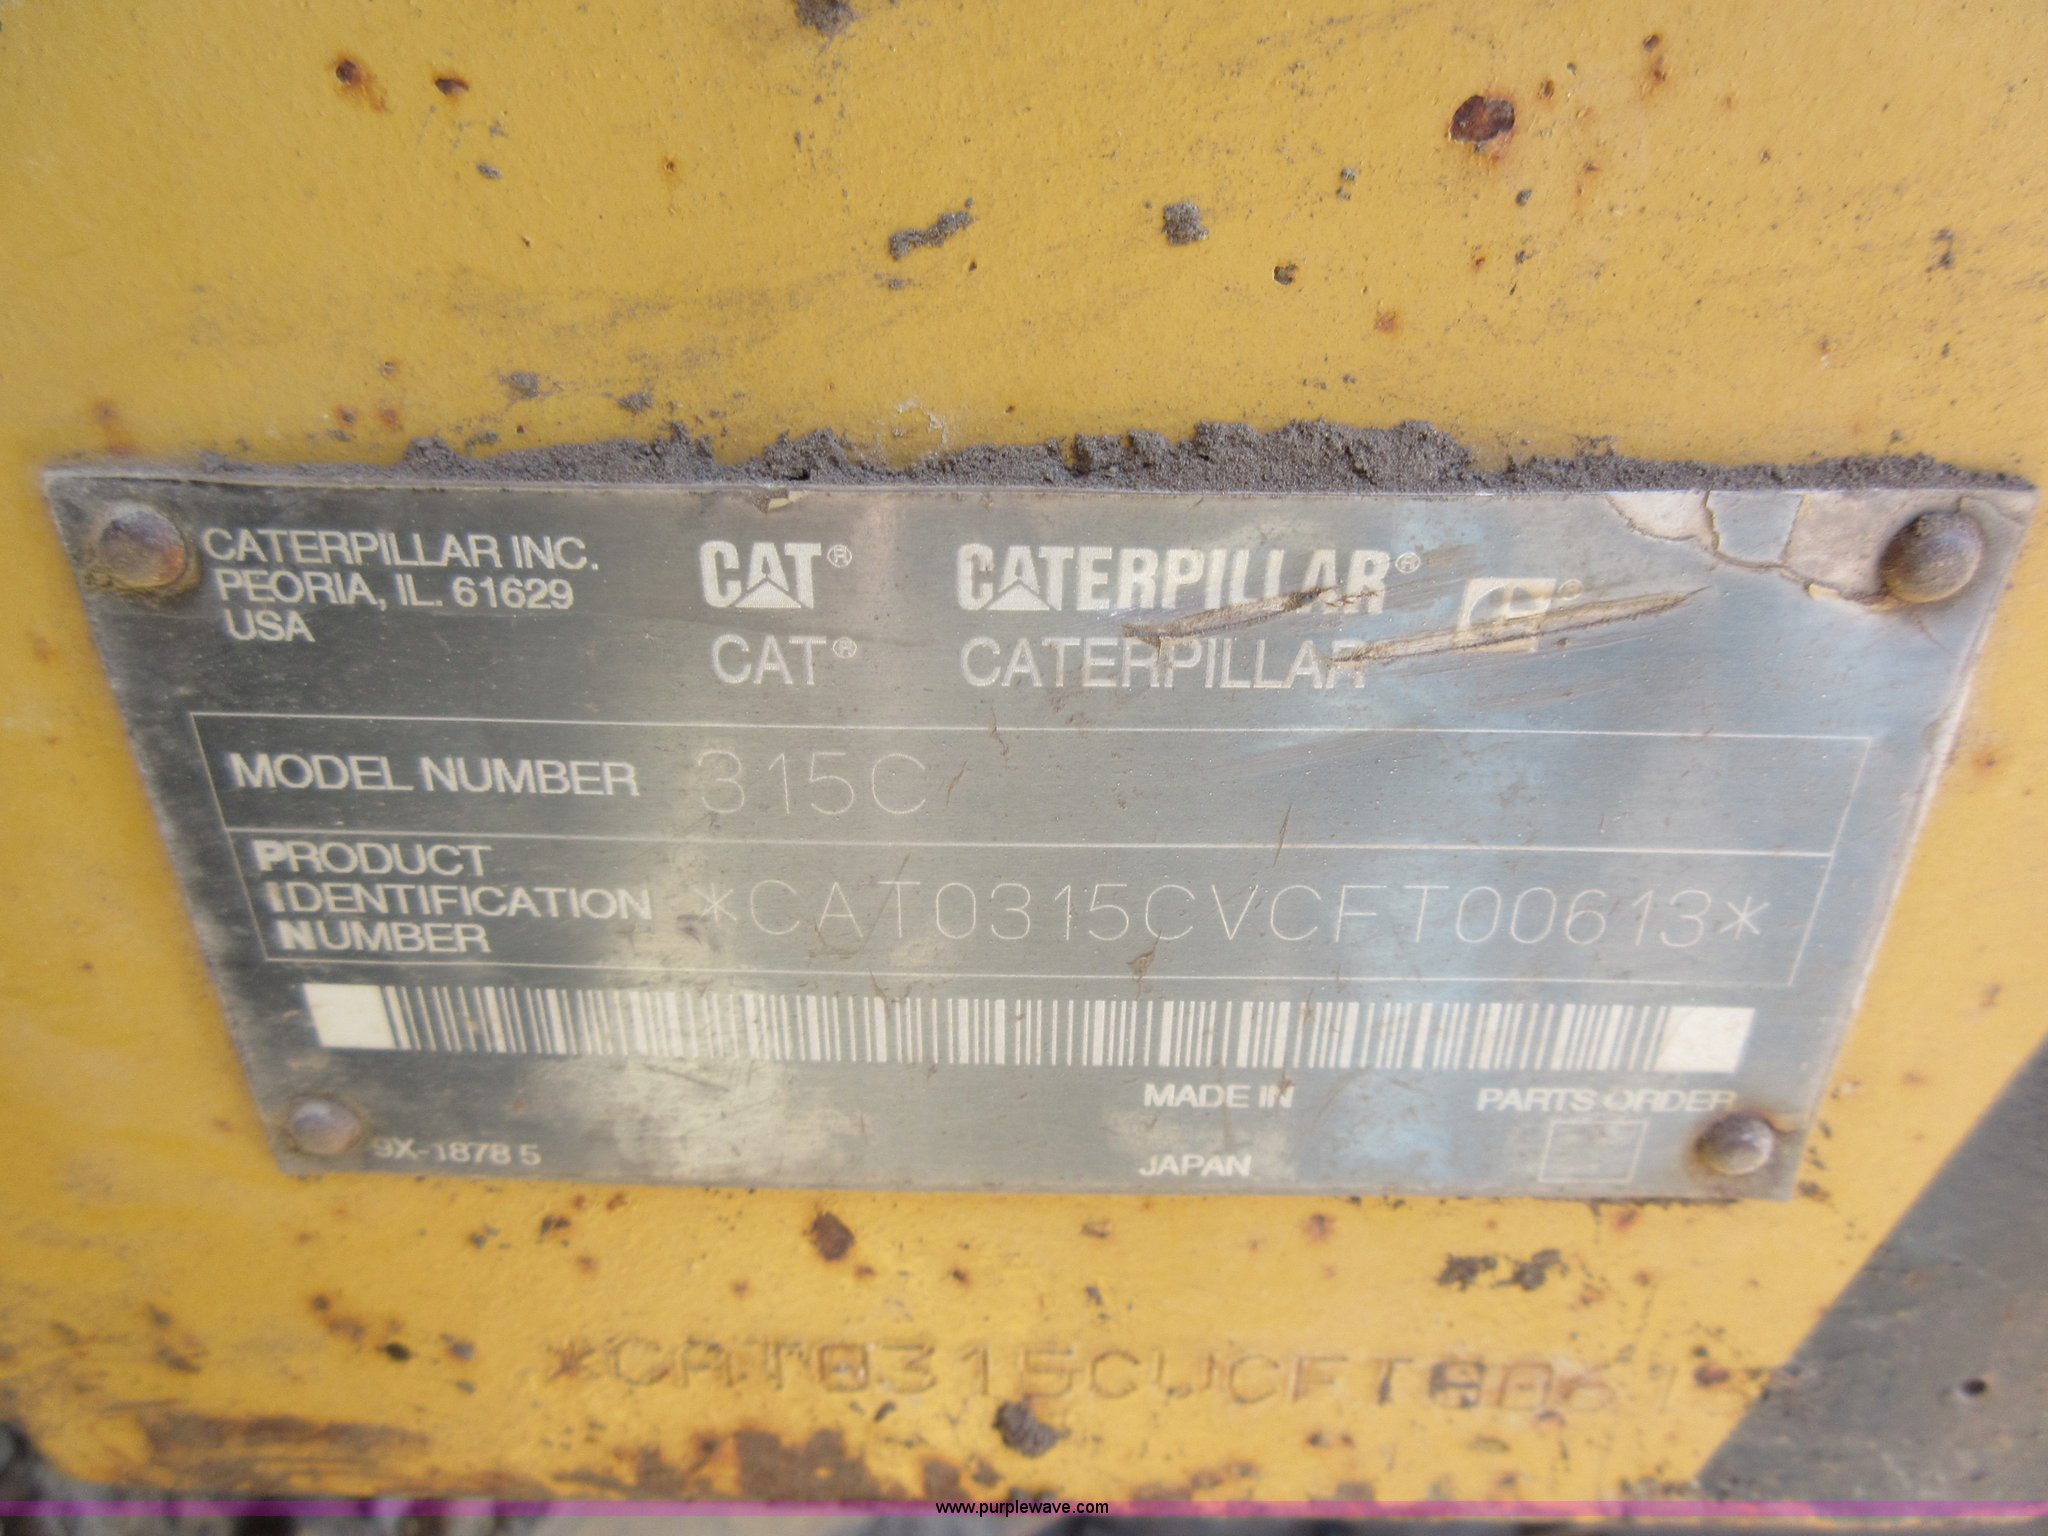 CATERPILLAR INC.
PEORIA, IL. 61629
USA
CAT® CATERPILLAR® ®
CAT® CATERPILLAR
MODEL NUMBER 315C
PRODUCT
IDENTIFICATION
NUMBER
*CAT0315CVCFT00613*
MADE IN
JAPAN
PARTS ORDER
9X-1878 5
*CAT0315CVCFT00613
www.purplewave.com